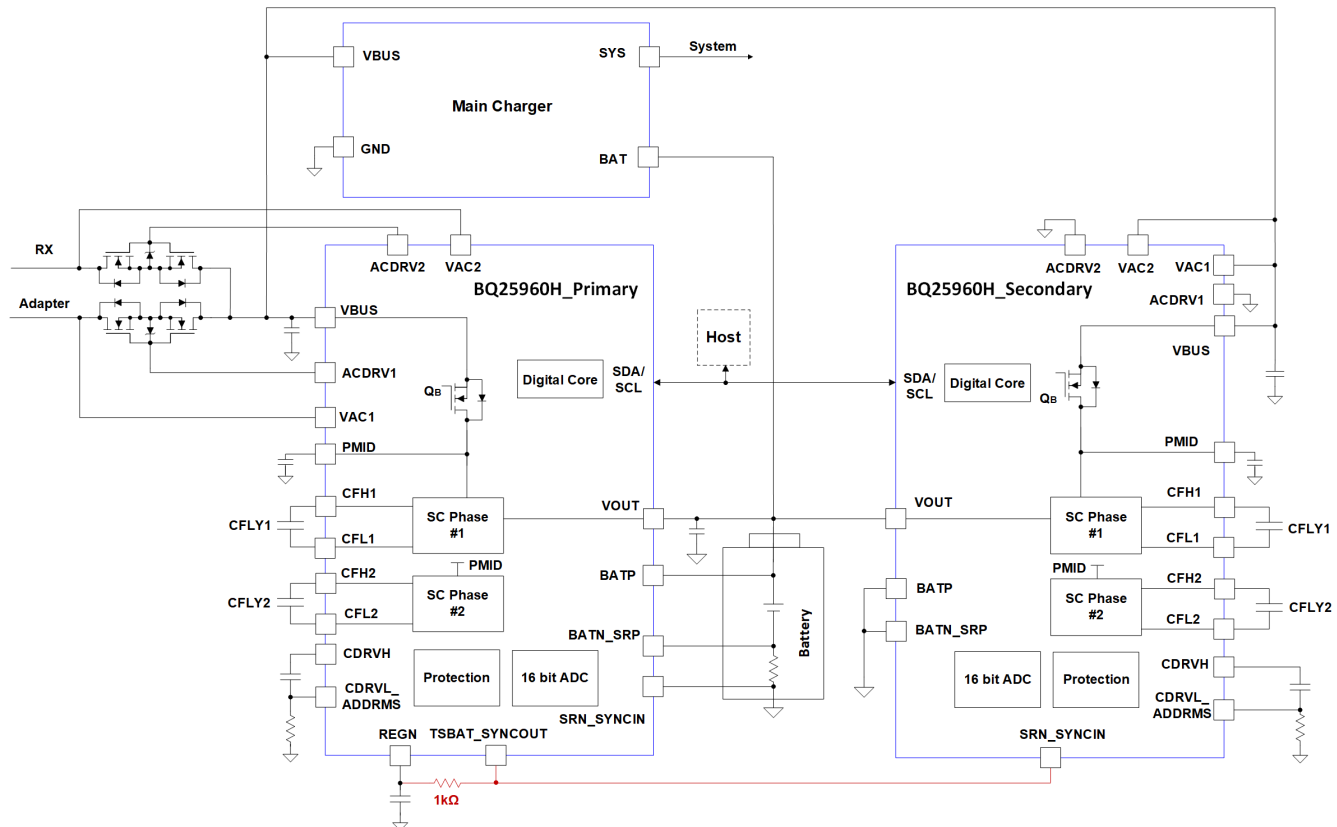 VBUS
SYS
System
Main Charger
GND
BAT
RX
Adapter
ACDRV2
VAC2
BQ25960H_Primary
VBUS
ACDRV1
VAC1
PMID
CFH1
CFLY1
CFL1
CFH2
CFLY2
CFL2
CDRVH
CDRVL_
ADDRMS
REGN
TSBAT_SYNCOUT
1kΩ
QB
Digital Core
SDA/
SCL
SC Phase
#1
PMID
SC Phase
#2
Protection
16 bit ADC
VOUT
BATP
BATN_SRP
SRN_SYNCIN
Host
Battery
ACDRV2
VAC2
VAC1
BQ25960H_Secondary
ACDRV1
VBUS
SDA/
SCL
Digital Core
QB
PMID
VOUT
SC Phase
#1
CFH1
CFLY1
CFL1
PMID
SC Phase
#2
CFH2
CFLY2
CFL2
BATP
BATN_SRP
16 bit ADC
Protection
CDRVH
CDRVL_
ADDRMS
SRN_SYNCIN